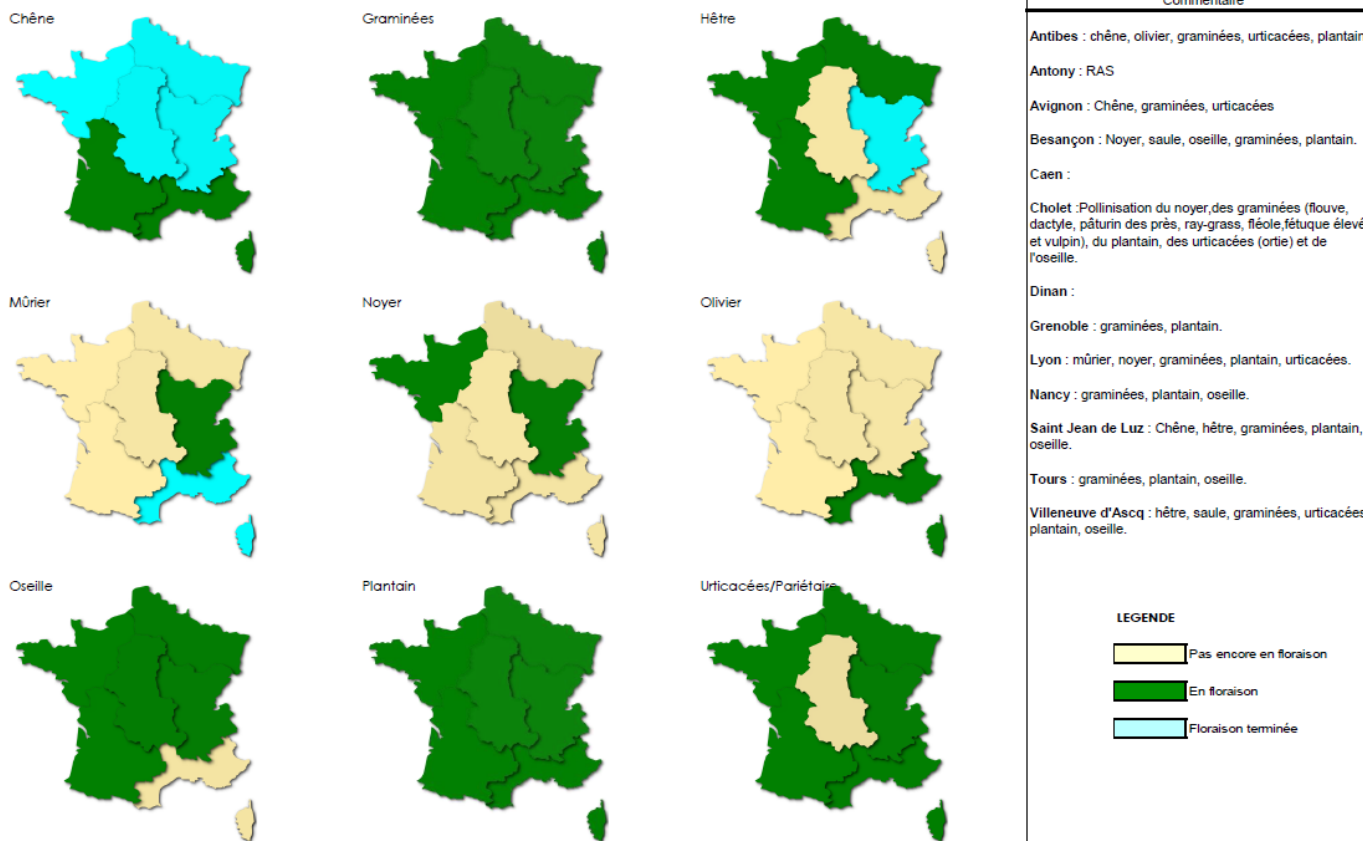 Chêne
Graminées
Hêtre
Mûrier
Noyer
Olivier
Oseille
Plantain
Urticacées/Pariétaire
Commentaire
Antibes : chêne, olivier, graminées, urticacées, plantain
Antony : RAS
Avignon : Chêne, graminées, urticacées
Besançon : Noyer, saule, oseille, graminées, plantain.
Caen :
Cholet :Pollinisation du noyer,des graminées (flouve,
dactyle, pâturin des près, ray-grass, fléole,fétuque élevé
et vulpin), du plantain, des urticacées (ortie) et de
l'oseille.
Dinan :
Grenoble : graminées, plantain.
Lyon : mûrier, noyer, graminées, plantain, urticacées.
Nancy : graminées, plantain, oseille.
Saint Jean de Luz : Chêne, hêtre, graminées, plantain,
oseille.
Tours : graminées, plantain, oseille.
Villeneuve d'Ascq : hêtre, saule, graminées, urticacées
plantain, oseille.
LEGENDE
Pas encore en floraison
En floraison
Floraison terminée